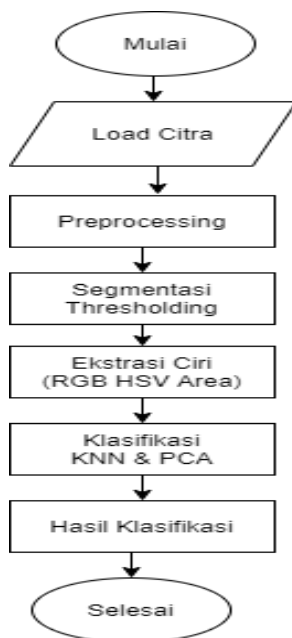 Mulai
Load Citra
Preprocessing
Segmentasi
Thresholding
Ekstrasi Ciri
(RGB HSV Area)
Klasifikasi
KNN & PCA
Hasil Klasifikasi
Selesai